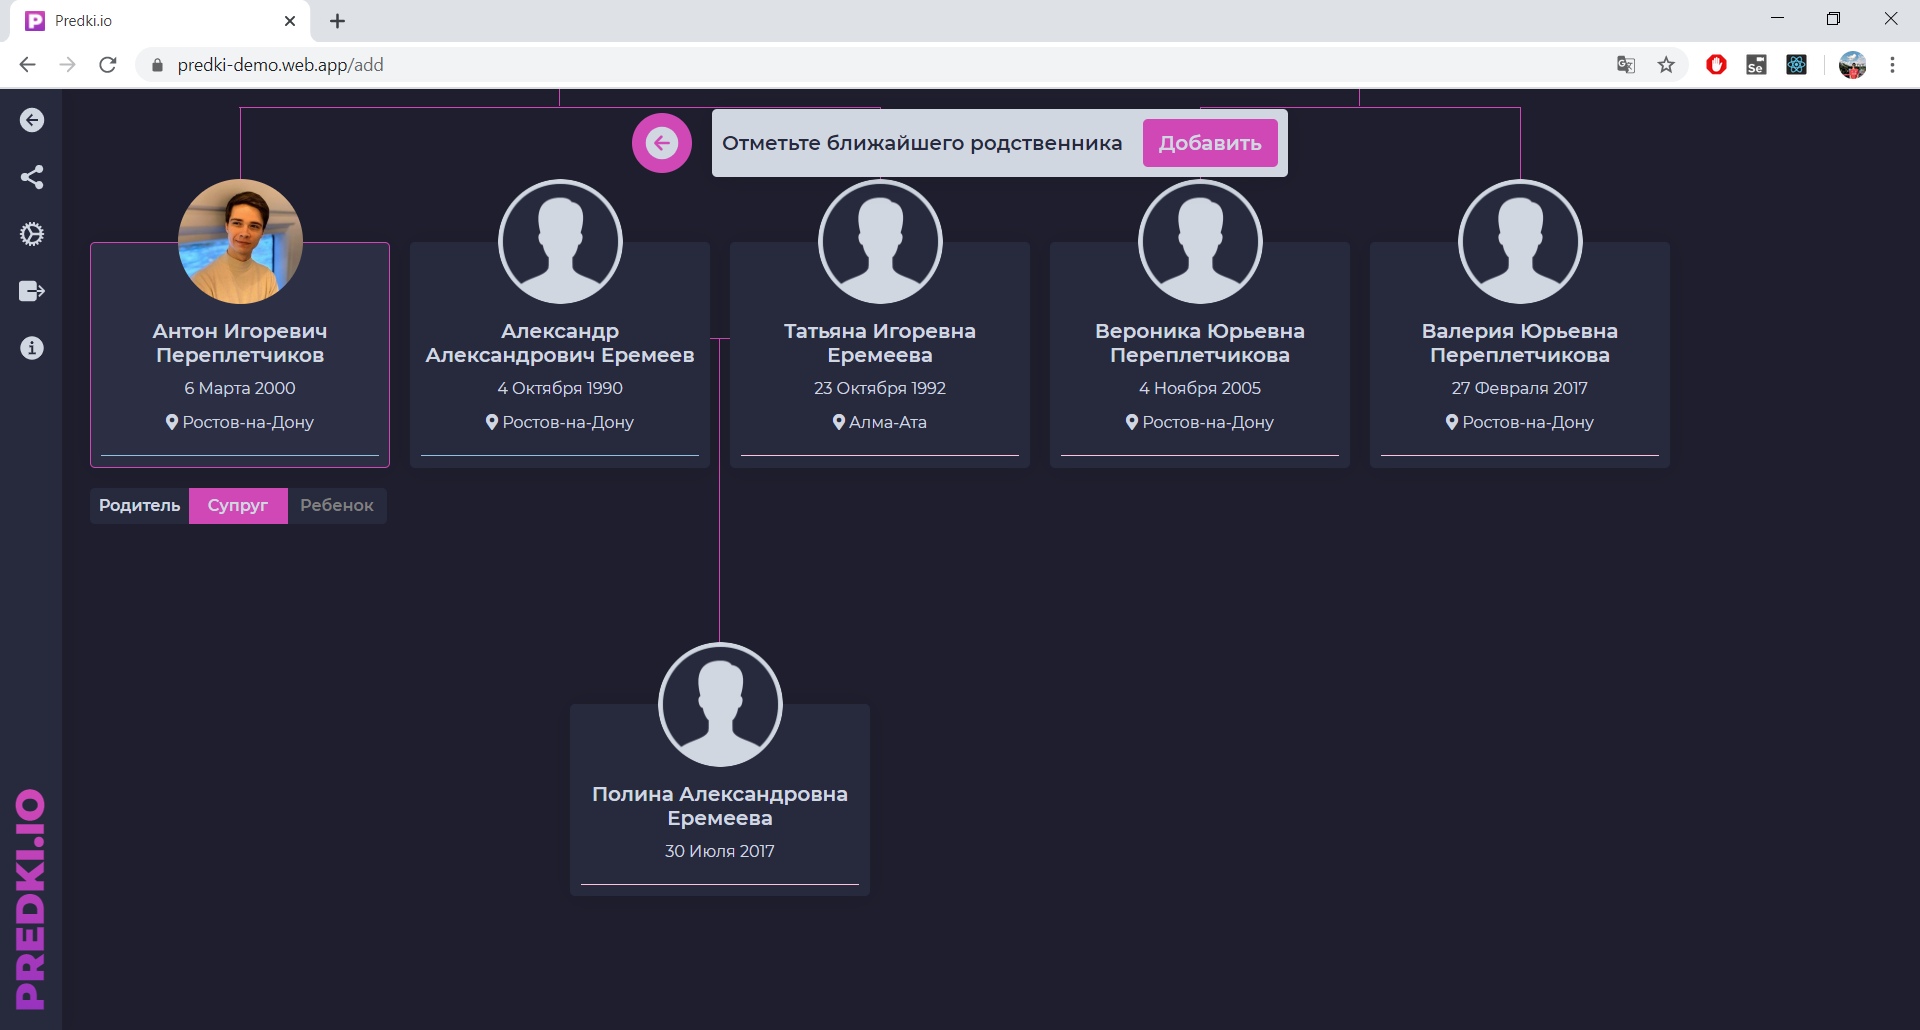 Predki.io
predki-demo.web.app/add
Se
Отметьте ближайшего родственника
Добавить
Антон Игоревич
Переплетчиков
6 Марта 2000
Ростов-на-Дону
Александр
Александрович Еремеев
4 Октября 1990
Ростов-на-Дону
Татьяна Игоревна
Еремеева
23 Октября 1992
Алма-Ата
Вероника Юрьевна
Переплетчикова
4 Ноября 2005
Ростов-на-Дону
Валерия Юрьевна
Переплетчикова
27 Февраля 2017
Ростов-на-Дону
Родитель
Супруг
Ребенок
Полина Александровна
Еремеева
30 Июля 2017
PREDKI.IO